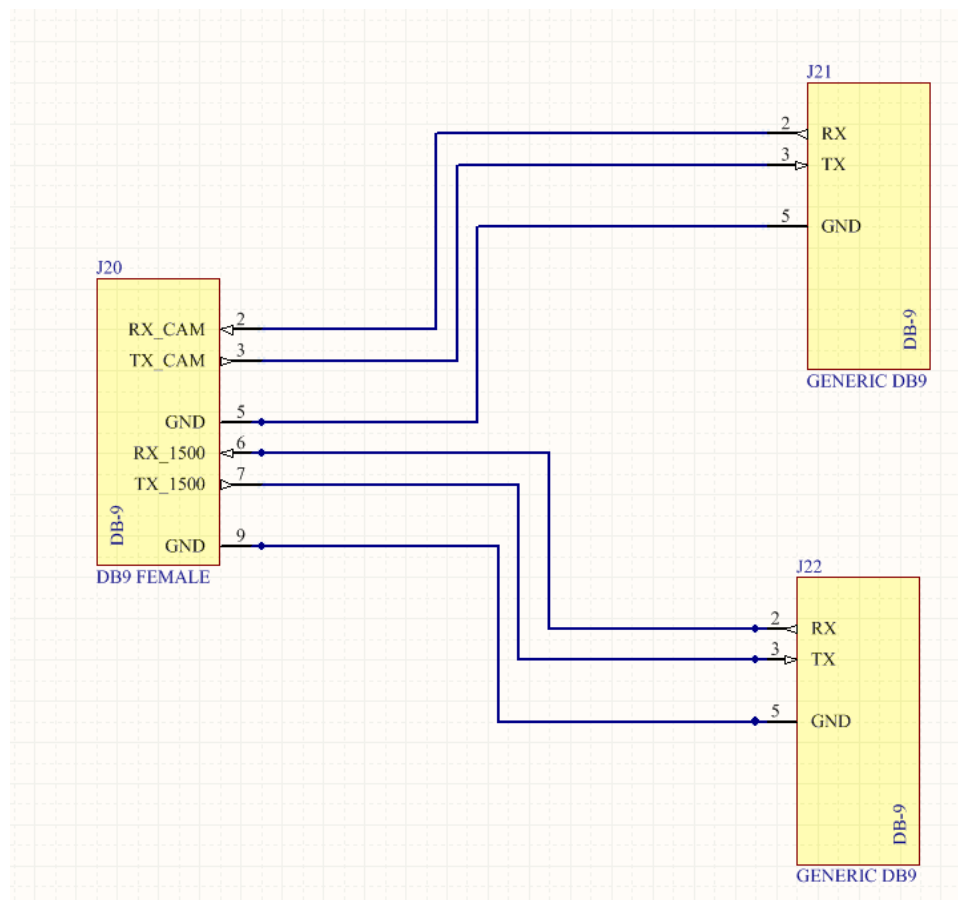 J21
2 RX
3 TX
5 GND
DB-9
GENERIC DB9
J20
RX_CAM 2
TX_CAM 3
GND 5
RX_1500 6
TX_1500 7
GND 9
DB-9
DB9 FEMALE
J22
2 RX
3 TX
5 GND
DB-9
GENERIC DB9